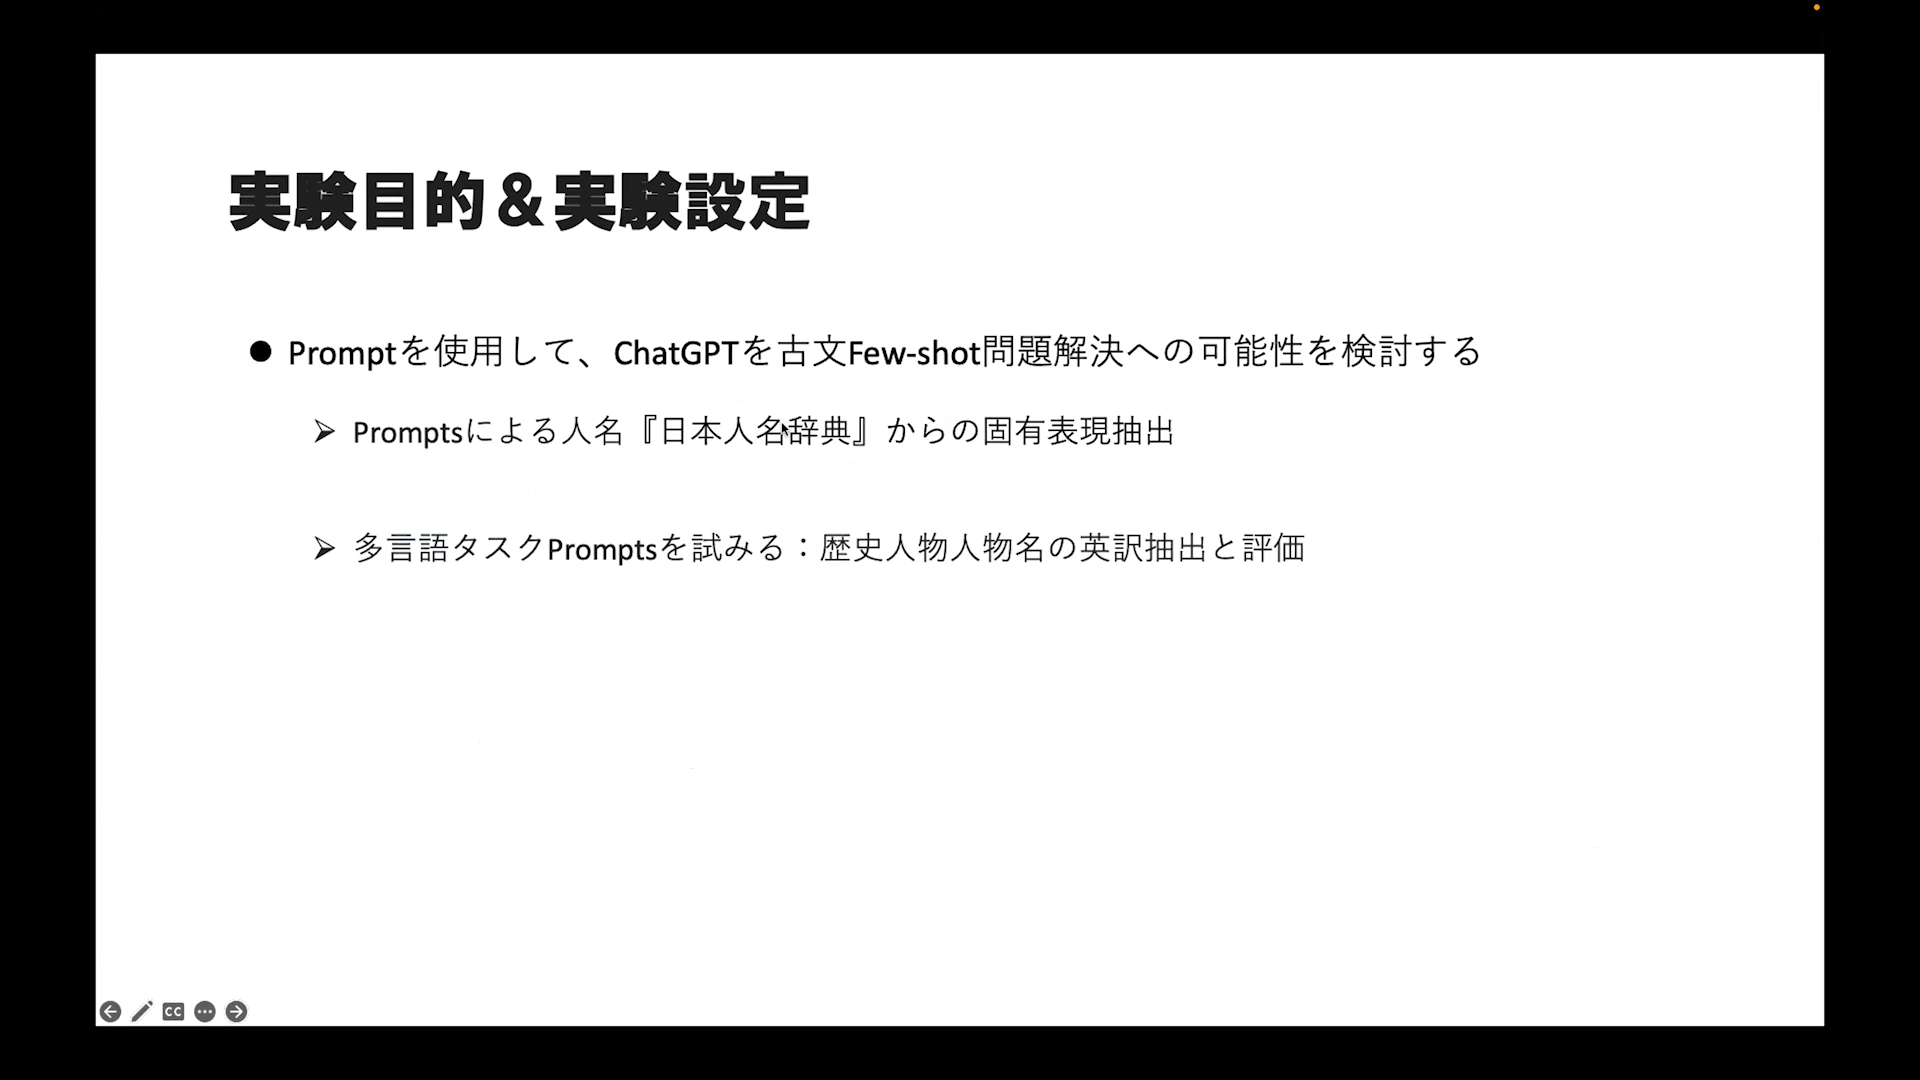 実験目的＆実験設定
Promptを使用して、ChatGPTを古文Few-shot問題解決への可能性を検討する
Promptsによる人名『日本人名辞典』からの固有表現抽出
多言語タスクPromptsを試みる：歴史人物人物名の英訳抽出と評価
CC